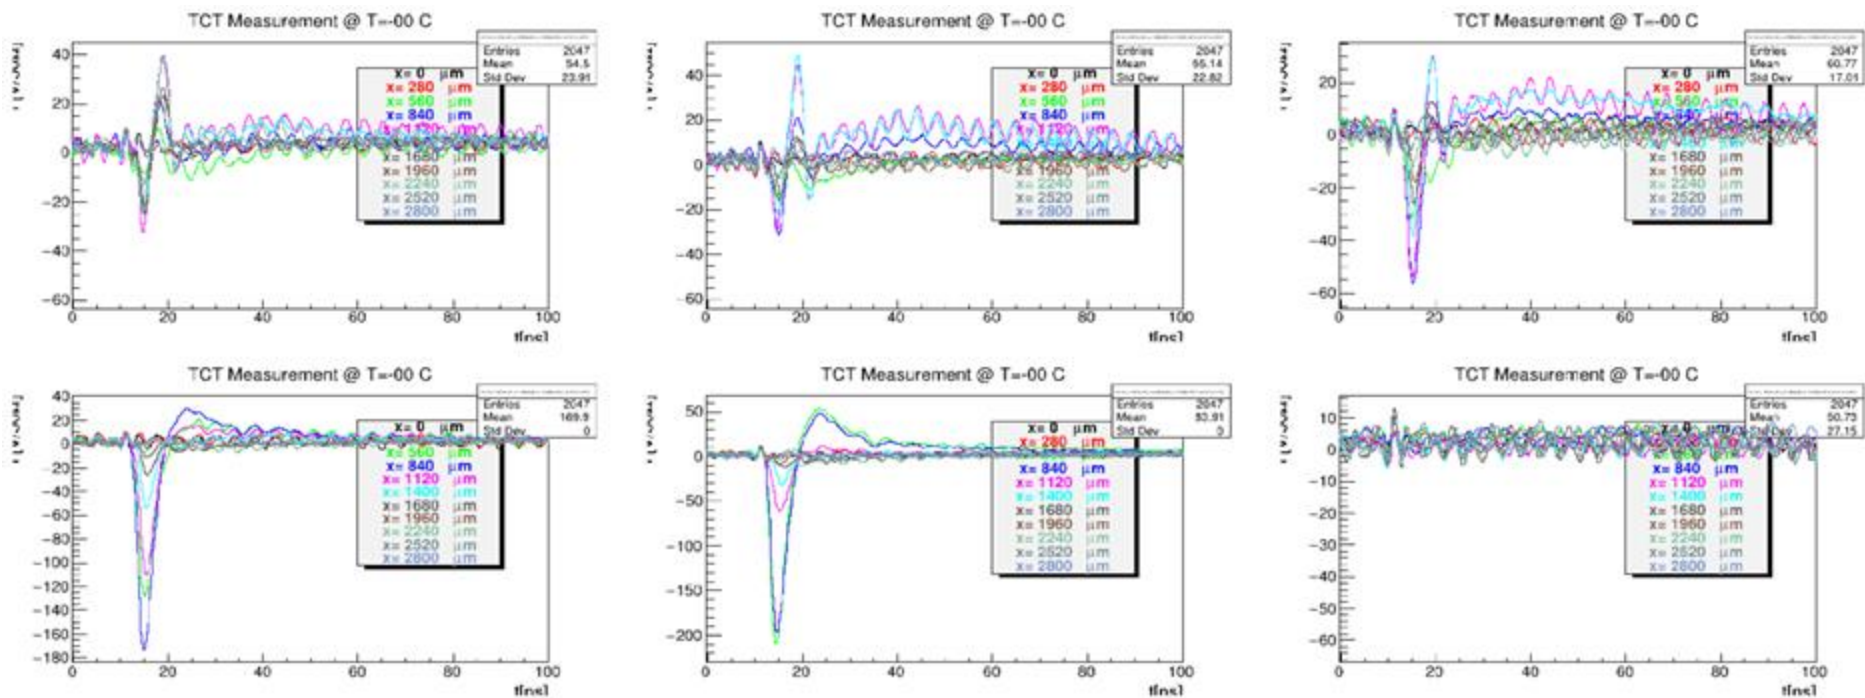 TCT Measurement @ T=-00 C
Entries 2047
Mean 54.5
Std Dev 23.91
40
20
0
−20
−40
−60
x= 0 μm
x= 280 μm
x= 560 μm
x= 840 μm
x= 1680 μm
x= 1960 μm
x= 2240 μm
x= 2520 μm
x= 2800 μm
0 20 40 60 80 100
t[ns]
TCT Measurement @ T=-00 C
Entries 2047
Mean 55.14
Std Dev 22.82
40
20
0
−20
−40
−60
x= 0 μm
x= 280 μm
x= 560 μm
x= 840 μm
x= 1680 μm
x= 1960 μm
x= 2240 μm
x= 2520 μm
x= 2800 μm
0 20 40 60 80 100
t[ns]
TCT Measurement @ T=-00 C
Entries 2047
Mean 60.77
Std Dev 17.01
20
0
−20
−40
−60
x= 0 μm
x= 280 μm
x= 560 μm
x= 1680 μm
x= 1960 μm
x= 2240 μm
x= 2520 μm
x= 2800 μm
0 20 40 60 80 100
t[ns]
TCT Measurement @ T=-00 C
Entries 2047
Mean 169.9
Std Dev 0
40
20
0
−20
−40
−60
−80
−100
−120
−140
−160
−180
x= 0 μm
x= 560 μm
x= 840 μm
x= 1120 μm
x= 1400 μm
x= 1680 μm
x= 1960 μm
x= 2240 μm
x= 2520 μm
x= 2800 μm
0 20 40 60 80 100
t[ns]
TCT Measurement @ T=-00 C
Entries 2047
Mean 93.91
Std Dev 0
50
0
−50
−100
−150
−200
x= 0 μm
x= 280 μm
x= 840 μm
x= 1120 μm
x= 1400 μm
x= 1680 μm
x= 1960 μm
x= 2240 μm
x= 2520 μm
x= 2800 μm
0 20 40 60 80 100
t[ns]
TCT Measurement @ T=-00 C
Entries 2047
Mean 50.73
Std Dev 27.15
10
0
−10
−20
−30
−40
−50
−60
x= 0 μm
x= 840 μm
x= 1120 μm
x= 1400 μm
x= 1680 μm
x= 1960 μm
x= 2240 μm
x= 2520 μm
x= 2800 μm
0 20 40 60 80 100
t[ns]